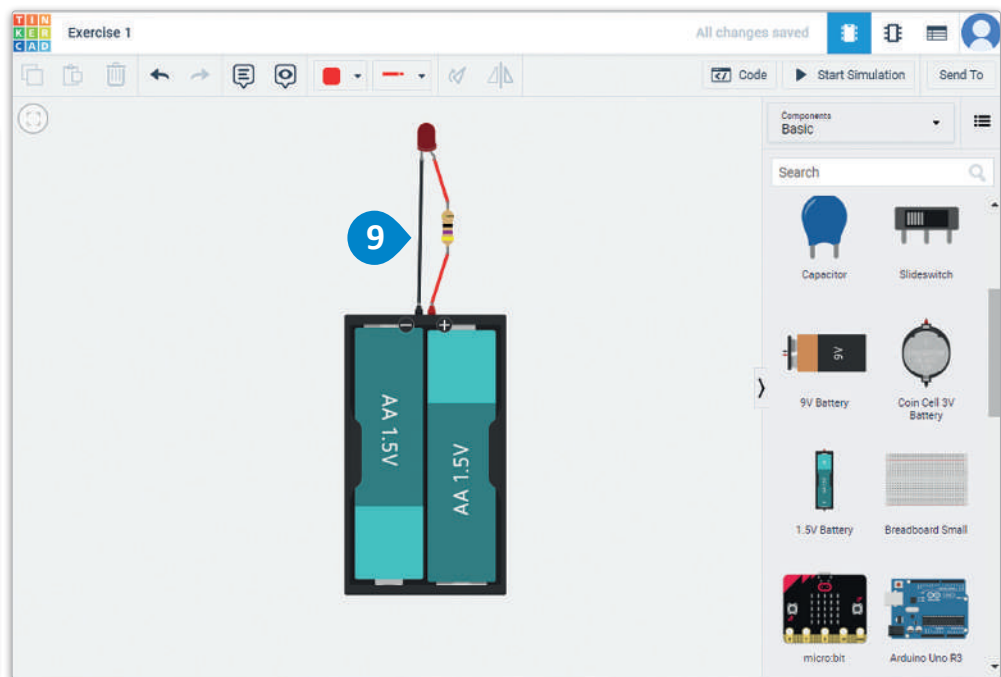 TIN
KER
CAD
Exercise 1
All changes saved
Code
Start Simulation
Send To
Components
Basic
Search
Capacitor
Slideswitch
9V
9V Battery
Coin Cell 3V
Battery
1.5V Battery
Breadboard Small
micro:bit
Arduino Uno R3
9
− +
AA 1.5V
AA 1.5V